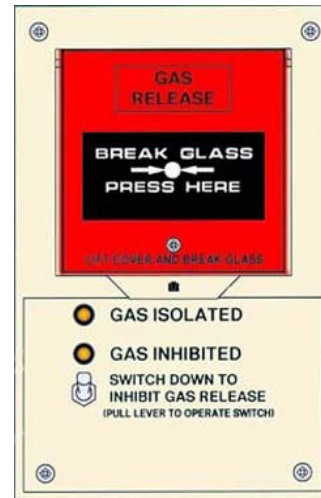 GAS
RELEASE
BREAK GLASS
PRESS HERE
LIFT COVER AND BREAK GLASS
GAS ISOLATED
GAS INHIBITED
SWITCH DOWN TO
INHIBIT GAS RELEASE
(PULL LEVER TO OPERATE SWITCH)